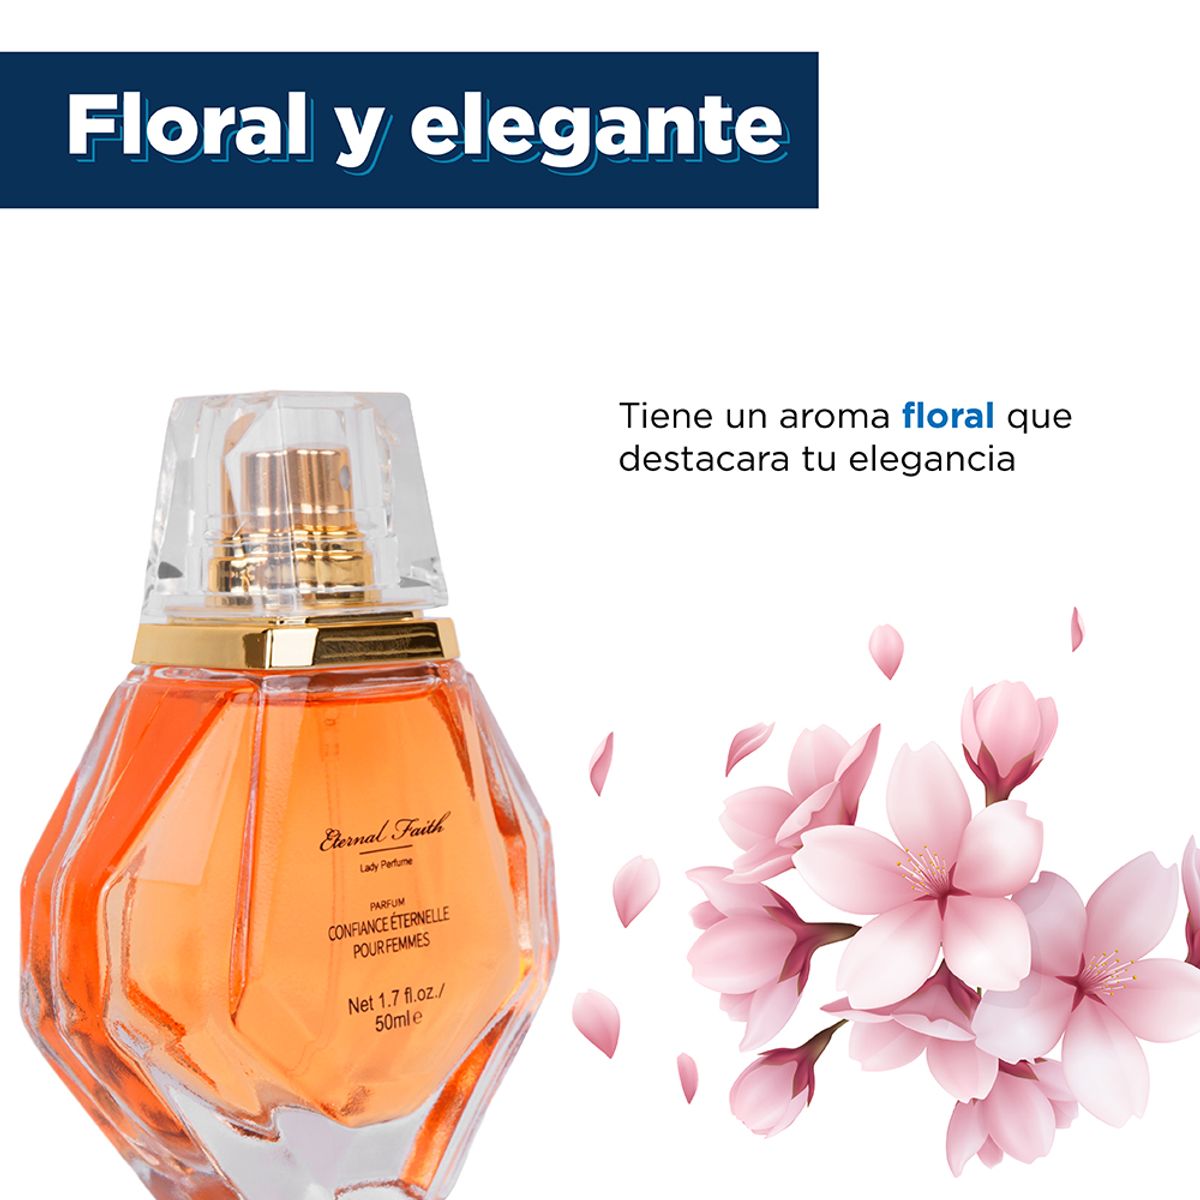 Floral y elegante
Tiene un aroma floral que
destacara tu elegancia
Eternal Faith
Lady Perfume
PARFUM
CONFIANCE ÉTERNELLE
POUR FEMMES
Net 1.7 fl.oz./
50ml e